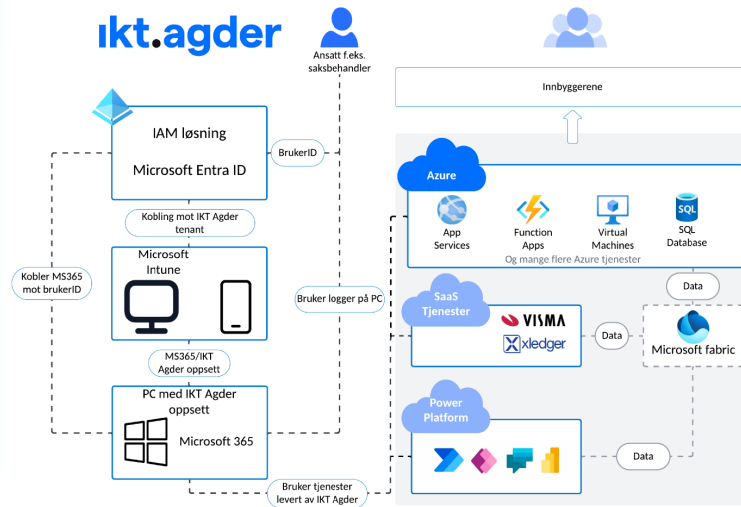 ıkt.agder
Ansatt f.eks.
saksbehandler
Innbyggerene
IAM løsning
Microsoft Entra ID
BrukerID
Azure
App
Services
Function
Apps
Virtual
Machines
SQL
SQL
Database
Og mange flere Azure tjenester
Kobling mot IKT Agder
tenant
Microsoft
Intune
Kobler MS365
mot brukerID
Bruker logger på PC
Data
SaaS
Tjenester
VISMA
xledger
Data
Microsoft fabric
MS365/IKT
Agder oppsett
PC med IKT Agder
oppsett
Microsoft 365
Power
Platform
Data
Bruker tjenester
levert av IKT Agder